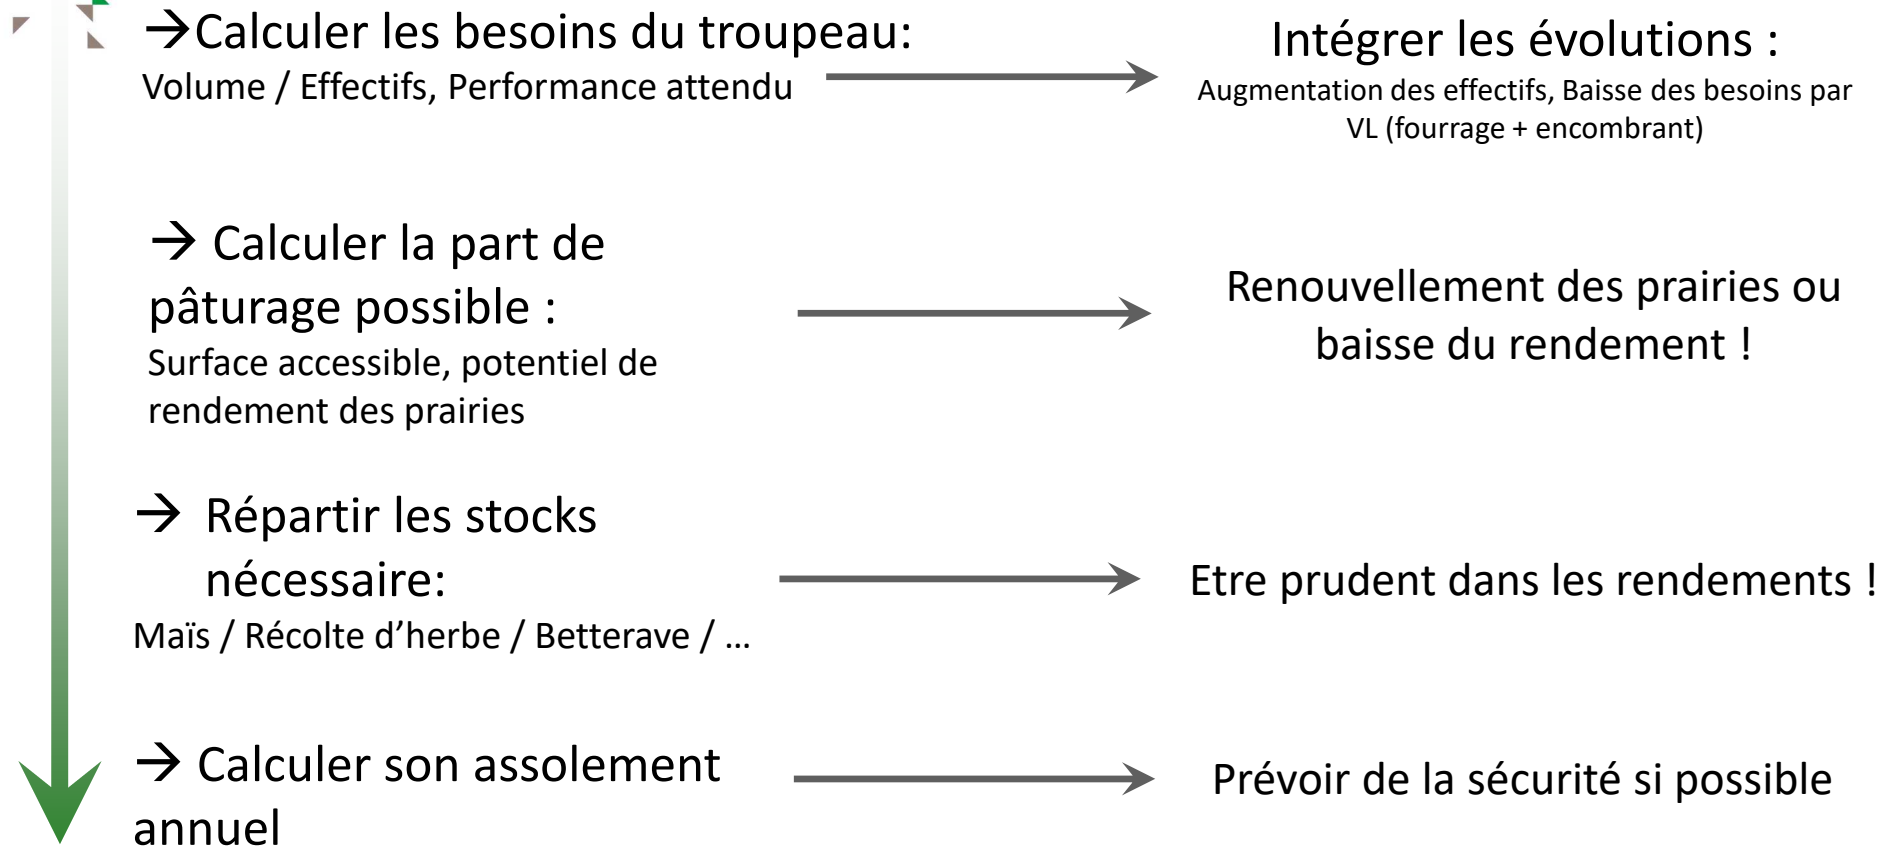 →Calculer les besoins du troupeau:
Volume / Effectifs, Performance attendu
Intégrer les évolutions :
Augmentation des effectifs, Baisse des besoins par
VL (fourrage + encombrant)
→ Calculer la part de
pâturage possible :
Surface accessible, potentiel de
rendement des prairies
Renouvellement des prairies ou
baisse du rendement !
→ Répartir les stocks
nécessaire:
Maïs / Récolte d’herbe / Betterave / …
Etre prudent dans les rendements !
→ Calculer son assolement
annuel
Prévoir de la sécurité si possible